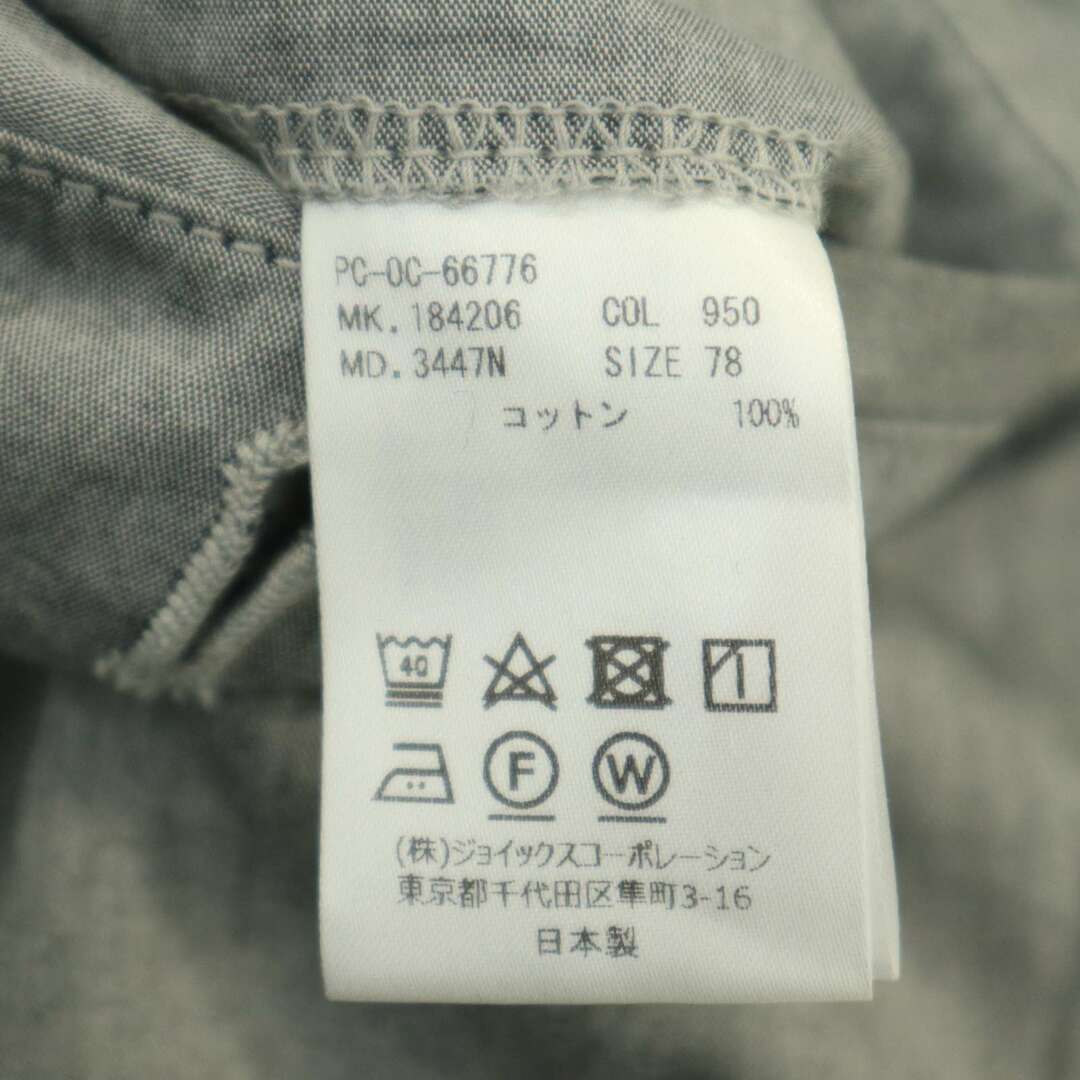 PC-0C-66776
MK. 184206 COL 950
MD. 3447N SIZE 78
コットン 100%
40
F W
(株)ジョイックスコーポレーション
東京都千代田区隼町3-16
日本製